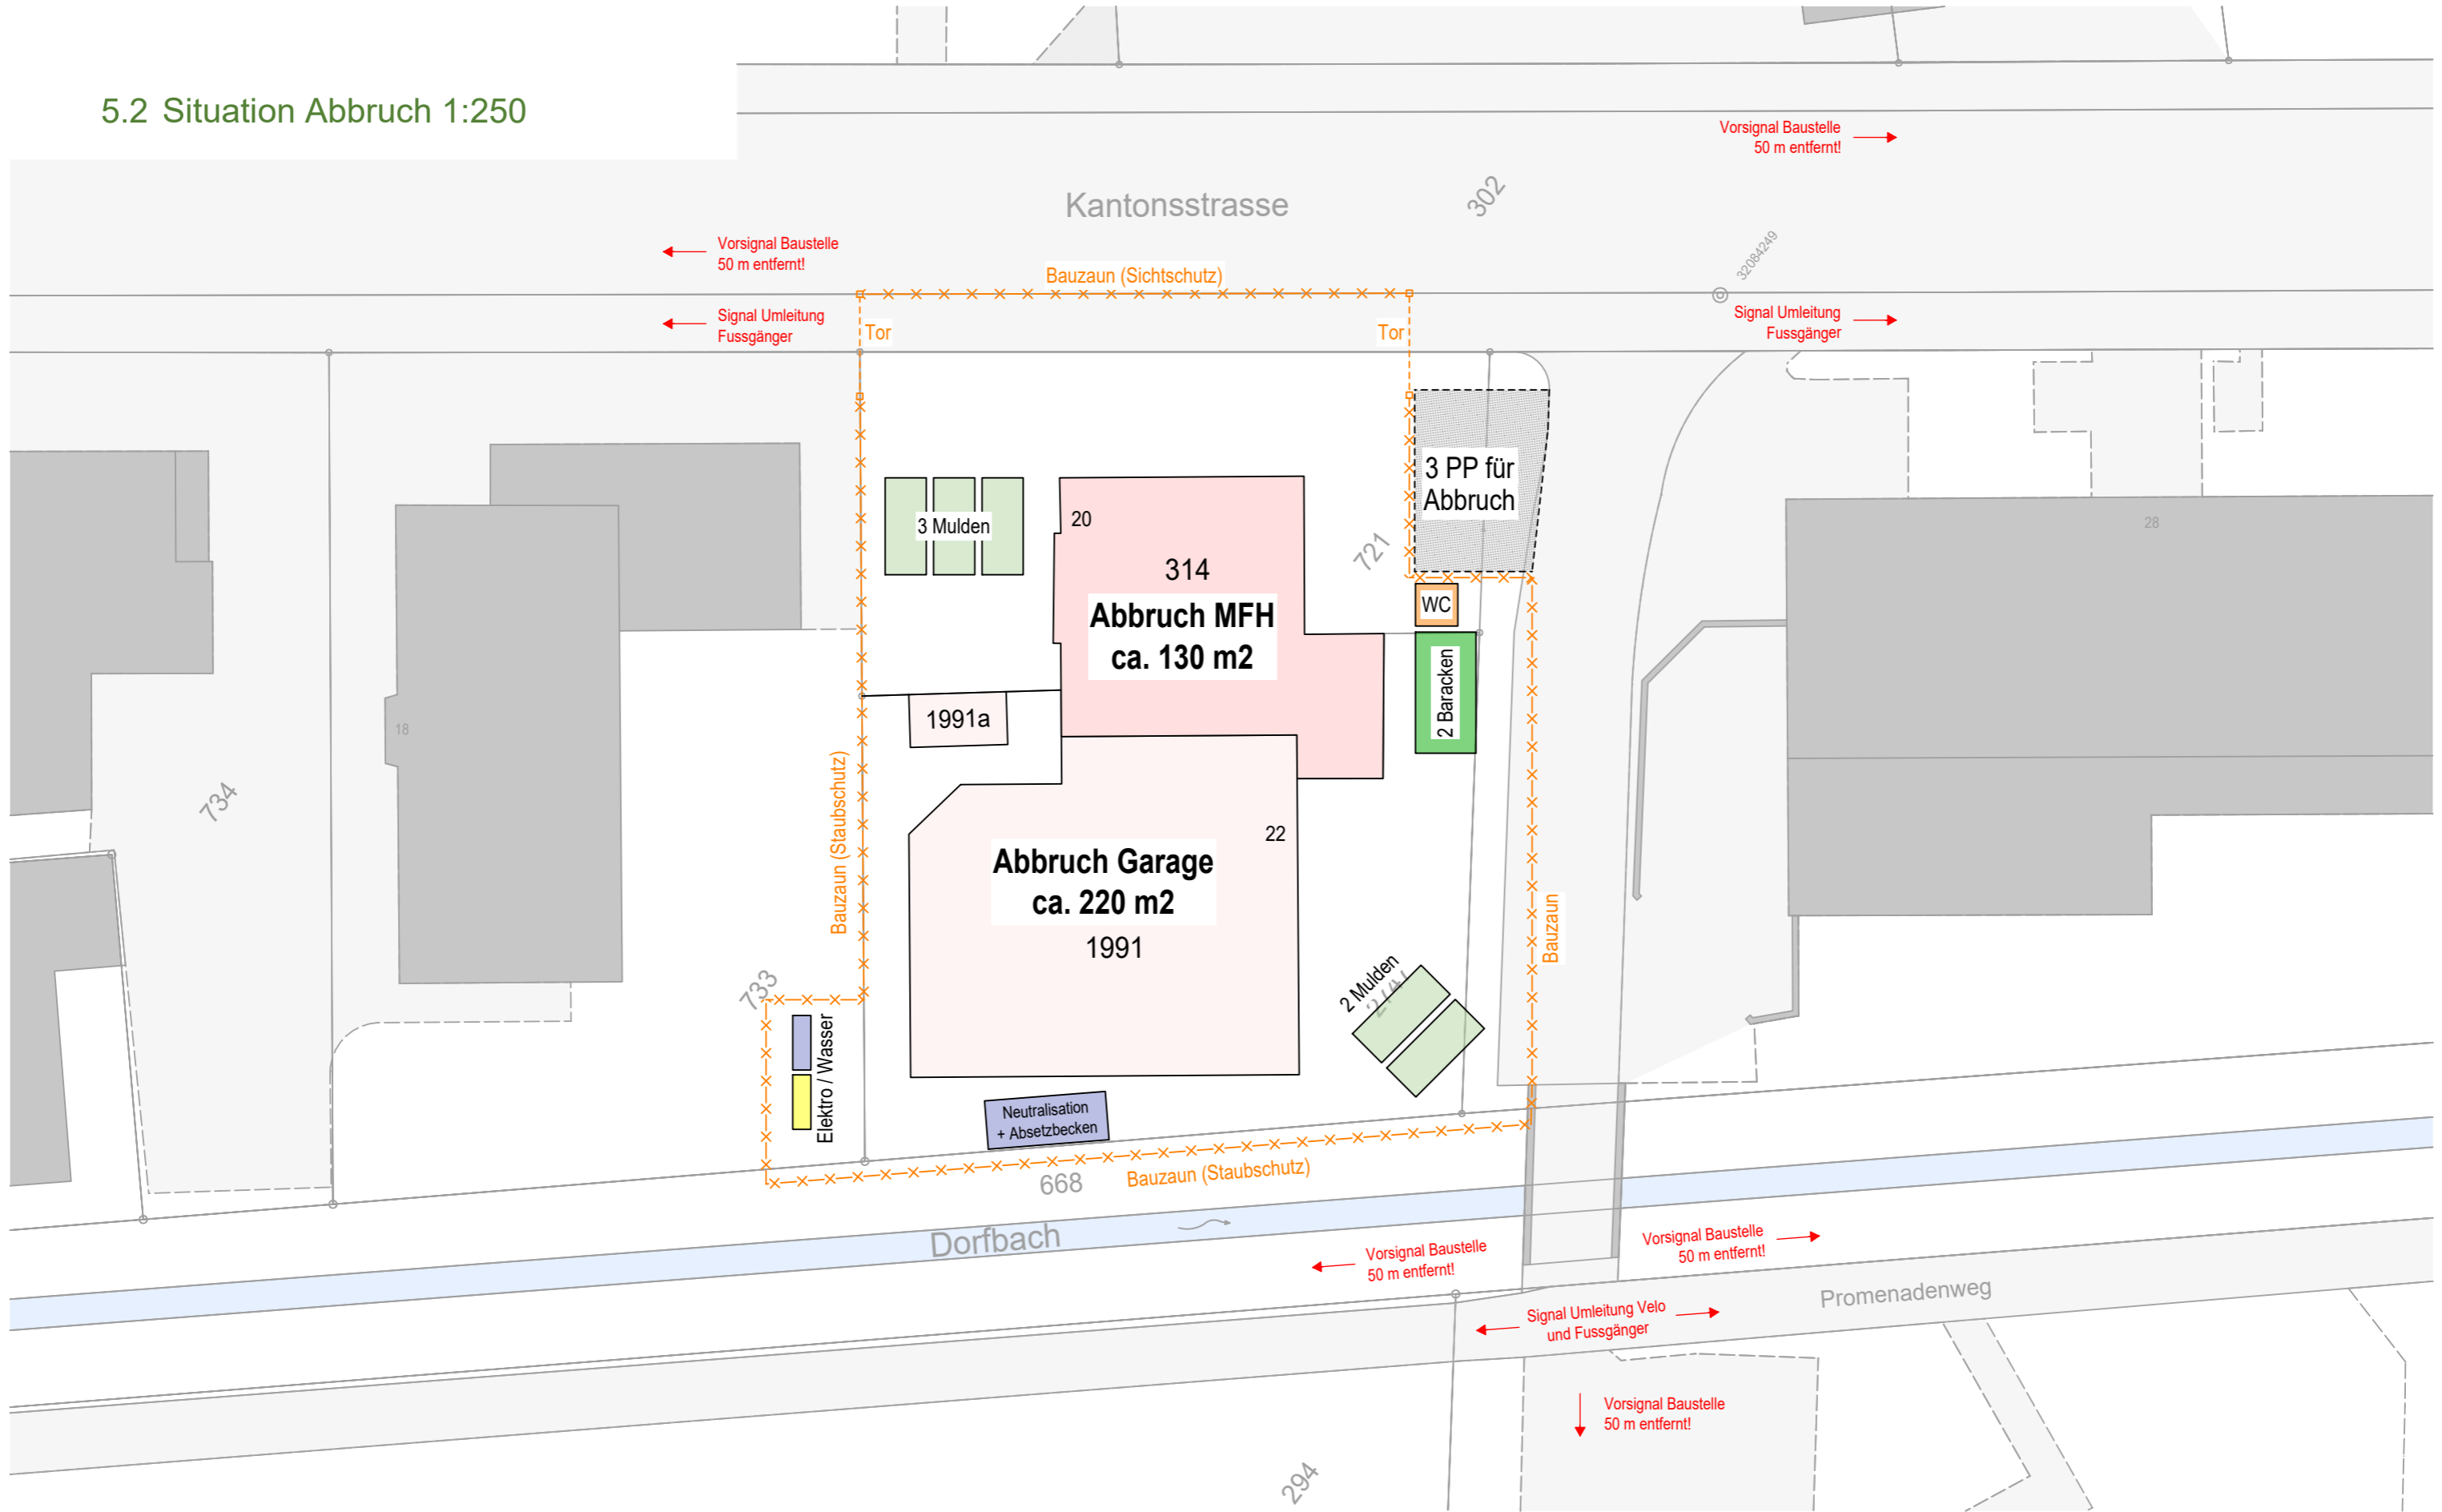 5.2 Situation Abbruch 1:250
Vorsignal Baustelle
50 m entfernt!
Kantonsstrasse
302
32084249
Vorsignal Baustelle
50 m entfernt!
Bauzaun (Sichtschutz)
Signal Umleitung
Fussgänger
Tor
Tor
Signal Umleitung
Fussgänger
3 PP für
Abbruch
3 Mulden
20
314
Abbruch MFH
ca. 130 m2
721
WC
2 Baracken
28
18
734
1991a
Bauzaun (Staubschutz)
22
Abbruch Garage
ca. 220 m2
1991
Bauzaun
733
2 Mulden
Elektro / Wasser
Neutralisation
+ Absetzbecken
668
Bauzaun (Staubschutz)
Dorfbach
Vorsignal Baustelle
50 m entfernt!
Vorsignal Baustelle
50 m entfernt!
Signal Umleitung Velo
und Fussgänger
Promenadenweg
Vorsignal Baustelle
50 m entfernt!
294